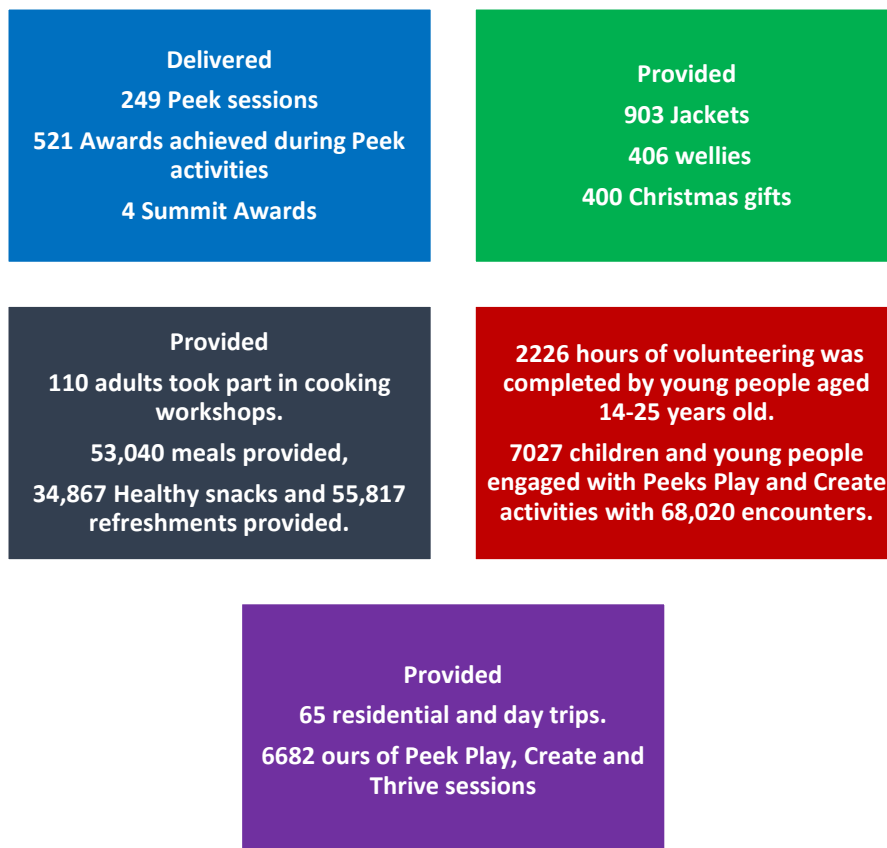 Delivered
249 Peek sessions
521 Awards achieved during Peek
activities
4 Summit Awards
Provided
903 Jackets
406 wellies
400 Christmas gifts
Provided
110 adults took part in cooking
workshops.
53,040 meals provided,
34,867 Healthy snacks and 55,817
refreshments provided.
2226 hours of volunteering was
completed by young people aged
14-25 years old.
7027 children and young people
engaged with Peeks Play and Create
activities with 68,020 encounters.
Provided
65 residential and day trips.
6682 ours of Peek Play, Create and
Thrive sessions